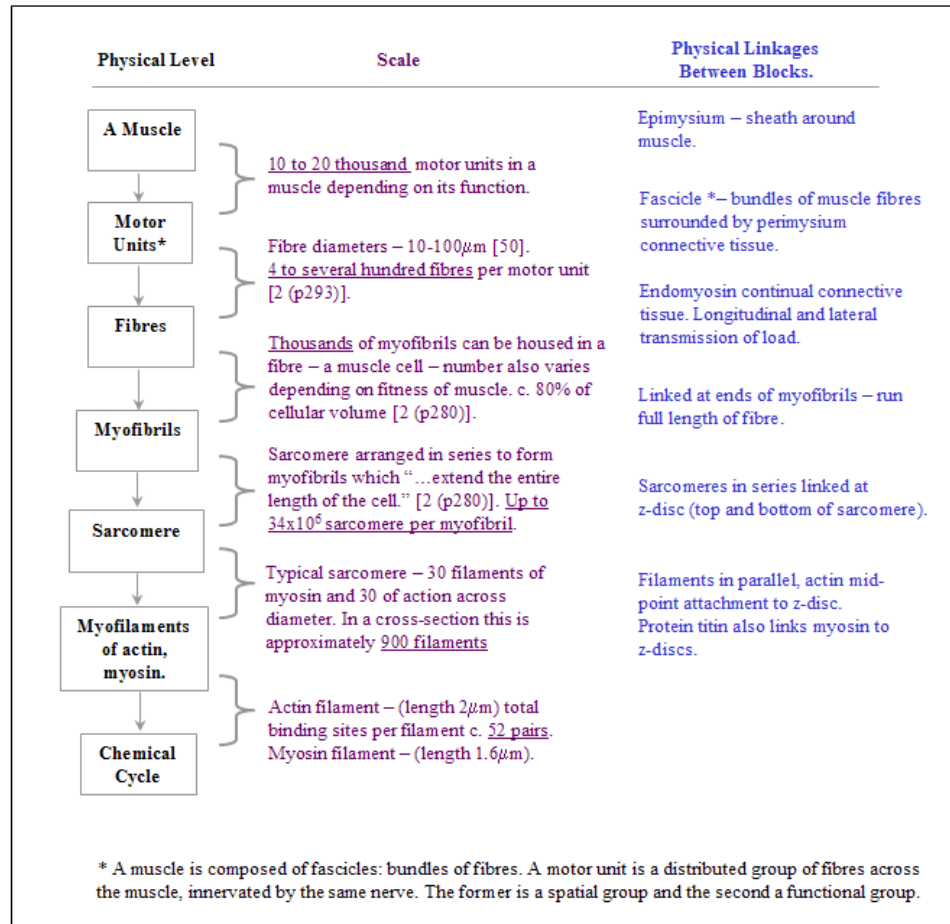 Physical Level
Scale
Physical Linkages
Between Blocks.
A Muscle
10 to 20 thousand motor units in a
muscle depending on its function.
Epimysium – sheath around
muscle.
Motor
Units*
Fibre diameters – 10-100μm [50].
4 to several hundred fibres per motor unit
[2 (p293)].
Fascicle *– bundles of muscle fibres
surrounded by perimysium
connective tissue.
Fibres
Thousands of myofibrils can be housed in a
fibre – a muscle cell – number also varies
depending on fitness of muscle. c. 80% of
cellular volume [2 (p280)].
Endomyosin continual connective
tissue. Longitudinal and lateral
transmission of load.
Myofibrils
Sarcomere arranged in series to form
myofibrils which “…extend the entire
length of the cell.” [2 (p280)]. Up to
34x10⁶ sarcomere per myofibril.
Linked at ends of myofibrils – run
full length of fibre.
Sarcomere
Typical sarcomere – 30 filaments of
myosin and 30 of action across
diameter. In a cross-section this is
approximately 900 filaments
Sarcomeres in series linked at
z-disc (top and bottom of sarcomere).
Myofilaments
of actin,
myosin.
Actin filament – (length 2μm) total
binding sites per filament c. 52 pairs.
Myosin filament – (length 1.6μm).
Filaments in parallel, actin mid-
point attachment to z-disc.
Protein titin also links myosin to
z-discs.
Chemical
Cycle
* A muscle is composed of fascicles: bundles of fibres. A motor unit is a distributed group of fibres across
the muscle, innervated by the same nerve. The former is a spatial group and the second a functional group.